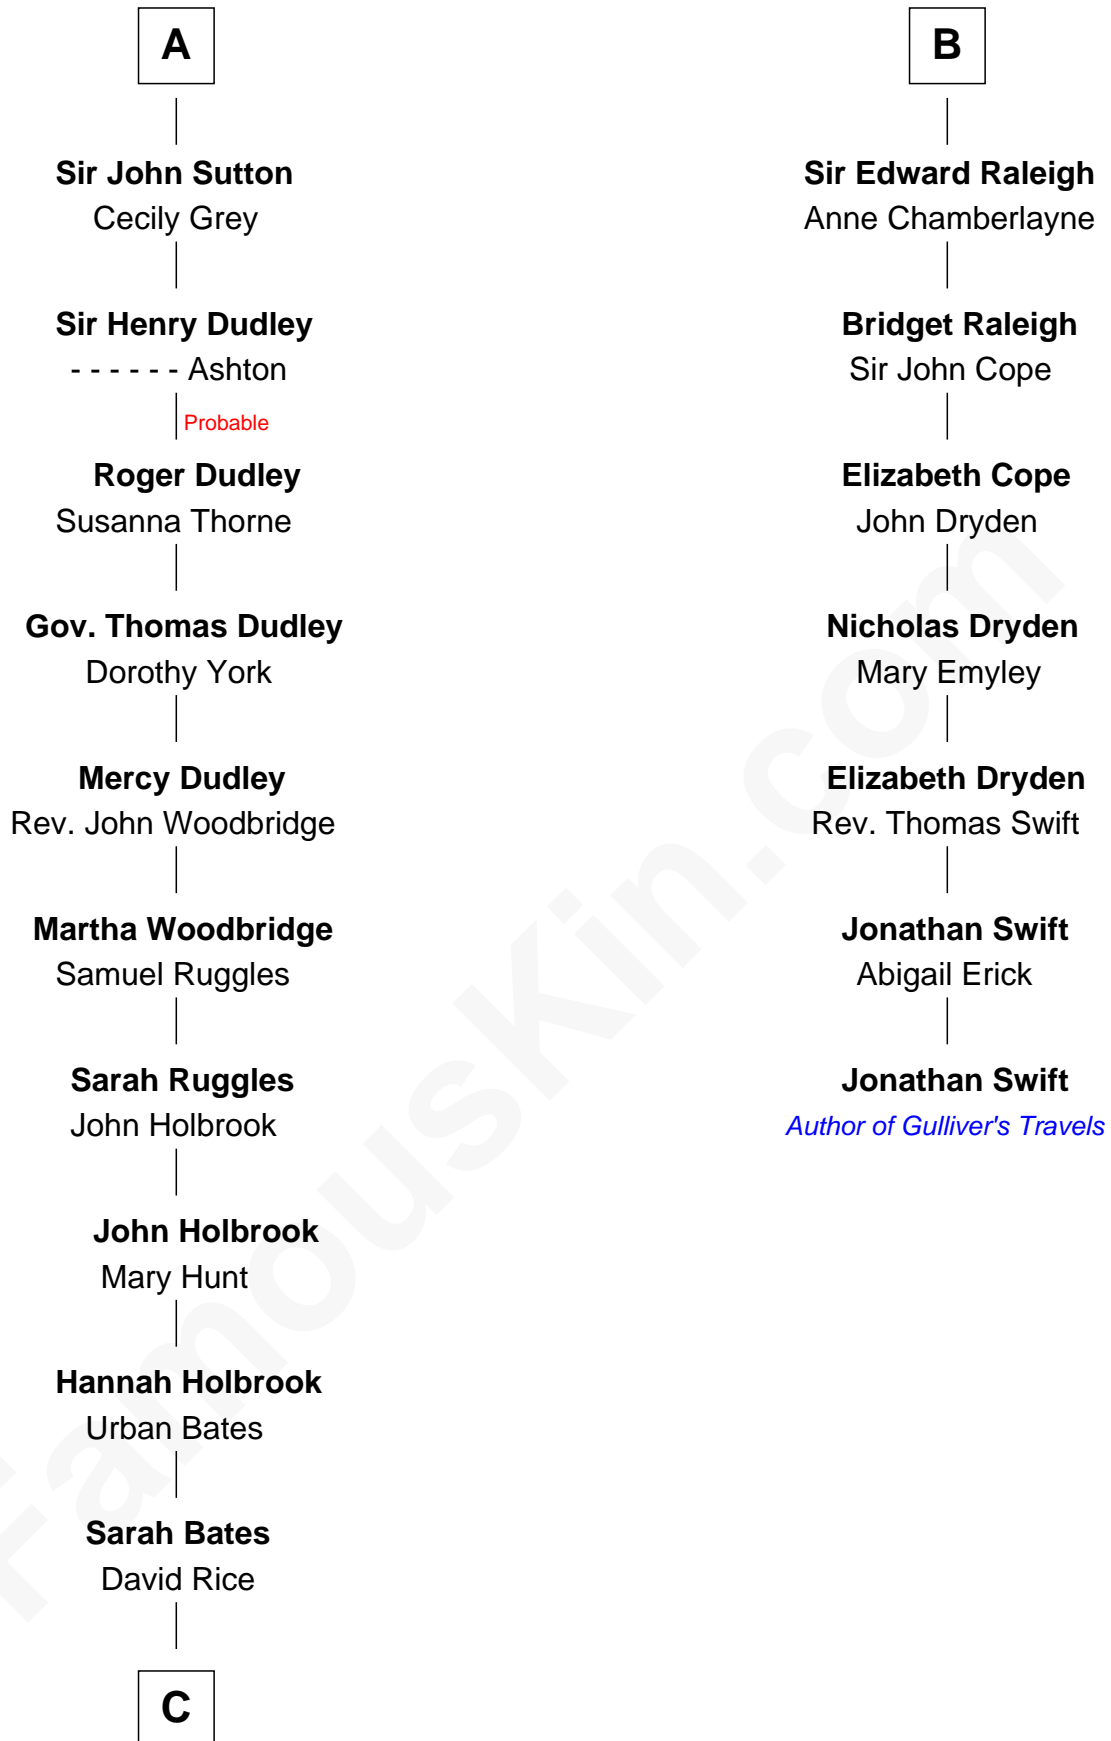 A
Sir John Sutton
Cecily Grey
Sir Henry Dudley
- - - - - - Ashton
Probable
Roger Dudley
Susanna Thorne
Gov. Thomas Dudley
Dorothy York
Mercy Dudley
Rev. John Woodbridge
Martha Woodbridge
Samuel Ruggles
Sarah Ruggles
John Holbrook
John Holbrook
Mary Hunt
Hannah Holbrook
Urban Bates
Sarah Bates
David Rice
C
B
Sir Edward Raleigh
Anne Chamberlayne
Bridget Raleigh
Sir John Cope
Elizabeth Cope
John Dryden
Nicholas Dryden
Mary Emyley
Elizabeth Dryden
Rev. Thomas Swift
Jonathan Swift
Abigail Erick
Jonathan Swift
Author of Gulliver's Travels
FamousKin.com